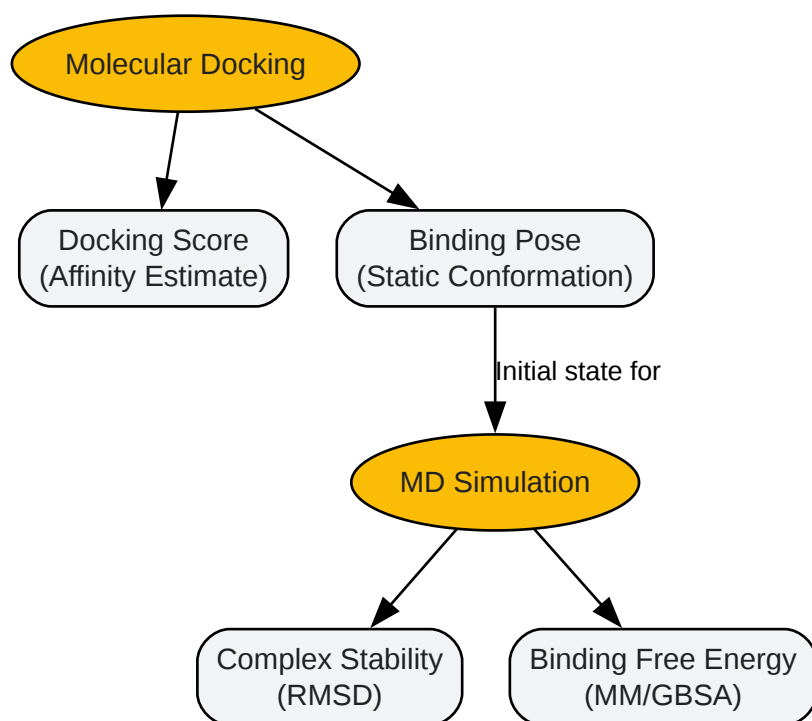 Molecular Docking
Docking Score
(Affinity Estimate)
Binding Pose
(Static Conformation)
Initial state for
MD Simulation
Complex Stability
(RMSD)
Binding Free Energy
(MM/GBSA)